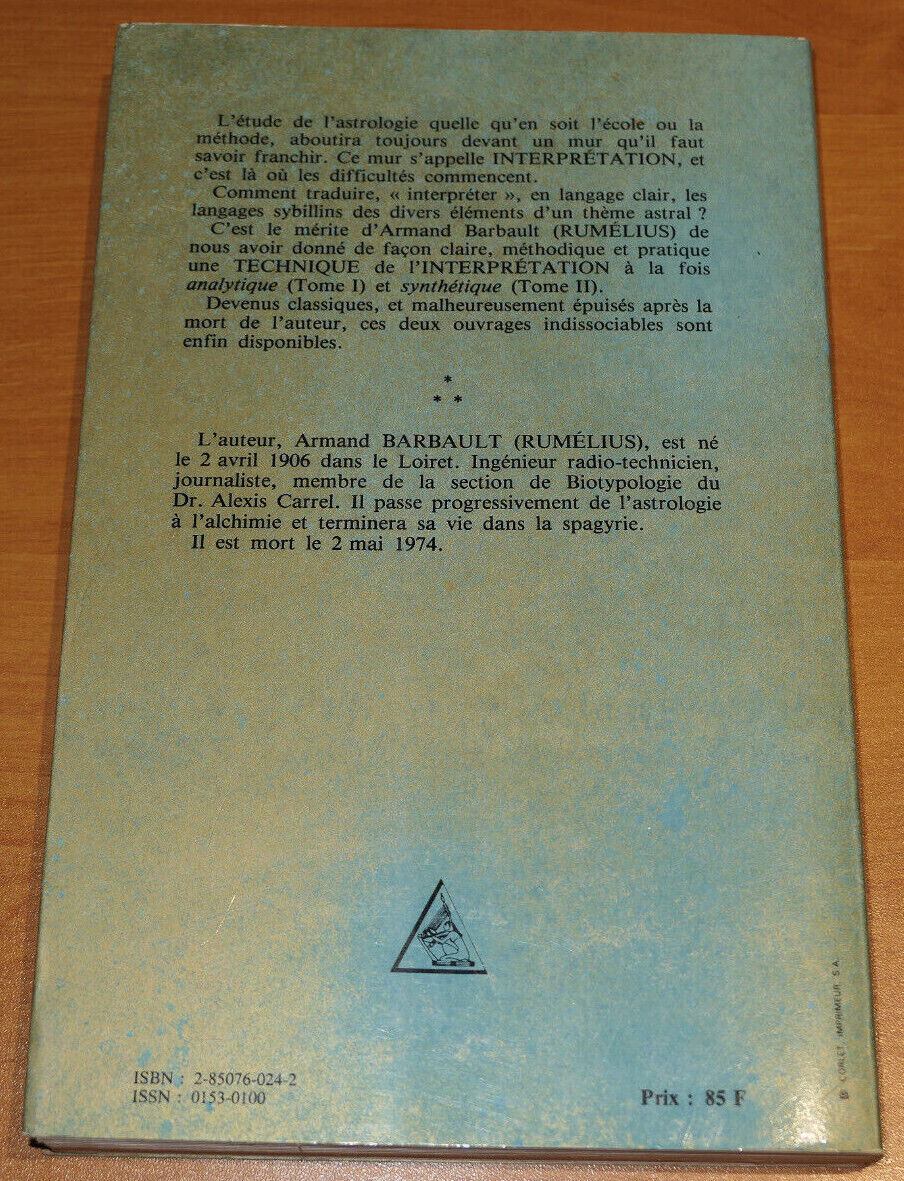 L'étude de l'astrologie quelle qu'en soit l'école ou la
méthode, aboutira toujours devant un mur qu'il faut
savoir franchir. Ce mur s'appelle INTERPRÉTATION, et
c'est là où les difficultés commencent.
Comment traduire, « interpréter », en langage clair, les
langages sybillins des divers éléments d'un thème astral ?
C'est le mérite d'Armand Barbault (RUMÉLIUS) de
nous avoir donné de façon claire, méthodique et pratique
une TECHNIQUE de l'INTERPRÉTATION à la fois
analytique (Tome I) et synthétique (Tome II).
Devenus classiques, et malheureusement épuisés après la
mort de l'auteur, ces deux ouvrages indissociables sont
enfin disponibles.
*
* *
L'auteur, Armand BARBAULT (RUMÉLIUS), est né
le 2 avril 1906 dans le Loiret. Ingénieur radio-technicien,
journaliste, membre de la section de Biotypologie du
Dr. Alexis Carrel. Il passe progressivement de l'astrologie
à l'alchimie et terminera sa vie dans la spagyrie.
Il est mort le 2 mai 1974.
ISBN : 2-85076-024-2
ISSN : 0153-0100
Prix : 85 F
CORLET, IMPRIMEUR, S.A.